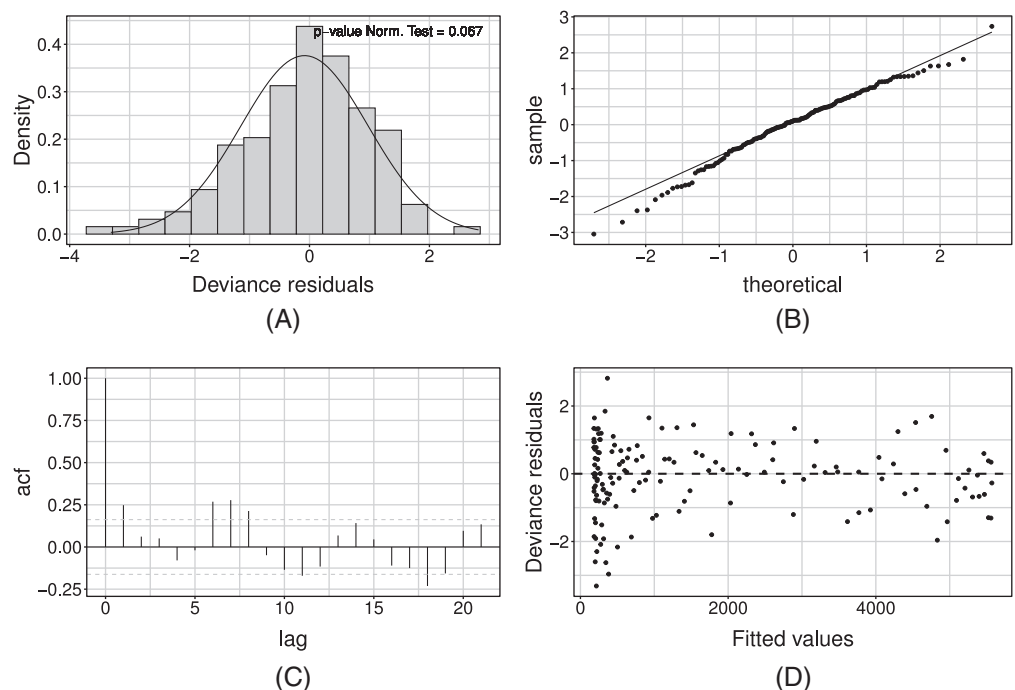 p-value Norm. Test = 0.067
0.4
0.3
0.2
0.1
0.0
Density
−4
−2
0
2
Deviance residuals
(A)
3
2
1
0
−1
−2
−3
sample
−2
−1
0
1
2
theoretical
(B)
1.00
0.75
0.50
0.25
0.00
−0.25
acf
0
5
10
15
20
lag
(C)
2
0
−2
Deviance residuals
0
2000
4000
Fitted values
(D)